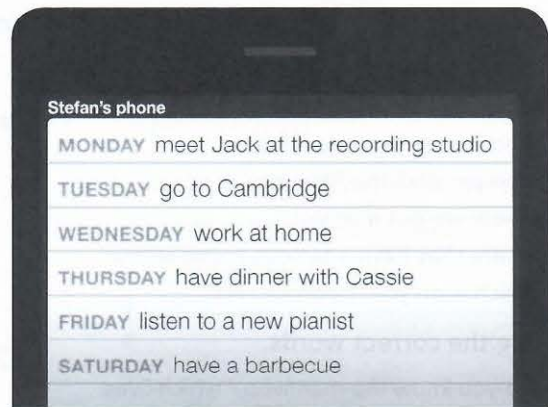 Stefan's phone
MONDAY meet Jack at the recording studio
TUESDAY go to Cambridge
WEDNESDAY work at home
THURSDAY have dinner with Cassie
FRIDAY listen to a new pianist
SATURDAY have a barbecue